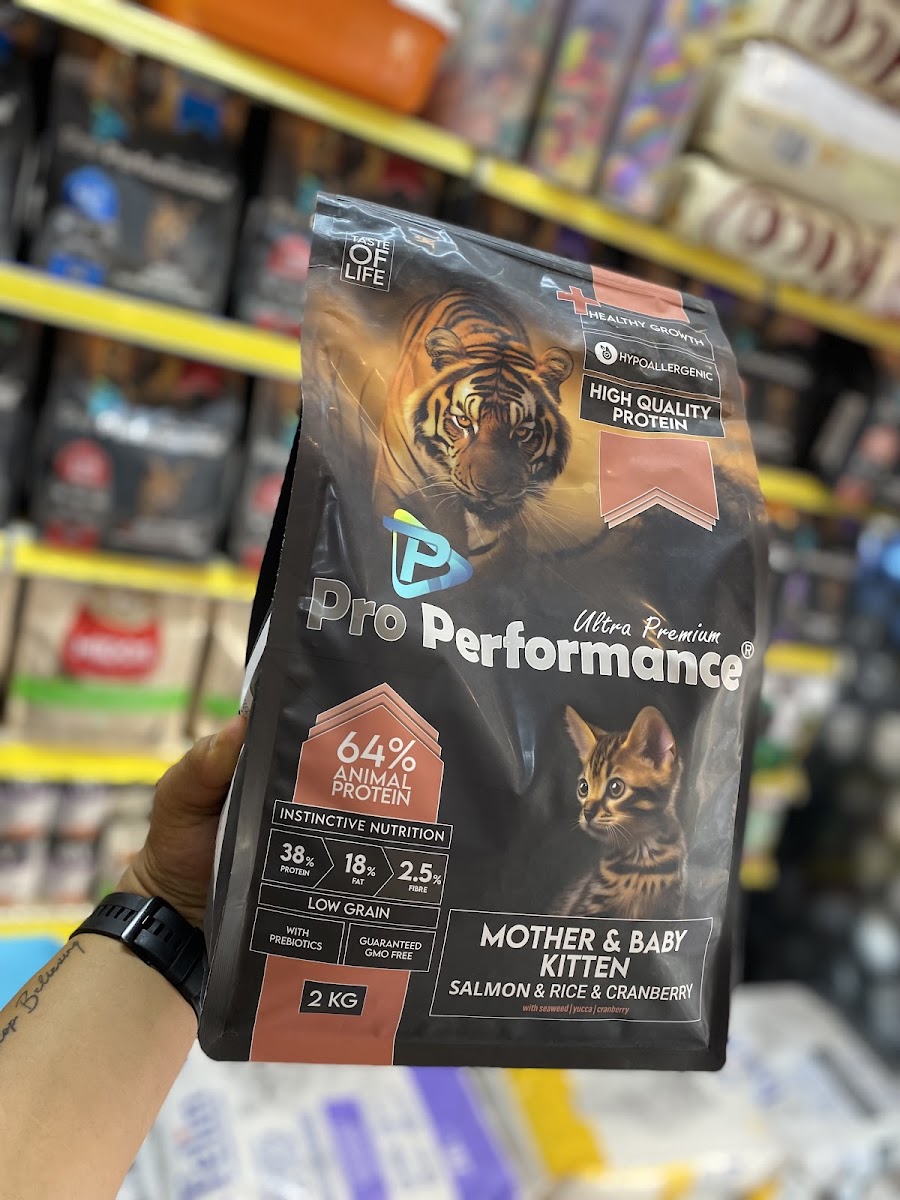 TASTE
OF
LIFE
HEALTHY GROWTH
HYPOALLERGENIC
HIGH QUALITY
PROTEIN
P
Ultra Premium
Pro Performance®
64%
ANIMAL
PROTEIN
INSTINCTIVE NUTRITION
38% PROTEIN
18% FAT
2.5% FIBRE
LOW GRAIN
WITH
PREBIOTICS
GUARANTEED
GMO FREE
2 KG
MOTHER & BABY
KITTEN
SALMON & RICE & CRANBERRY
with seaweed | yucca | cranberry
Believing